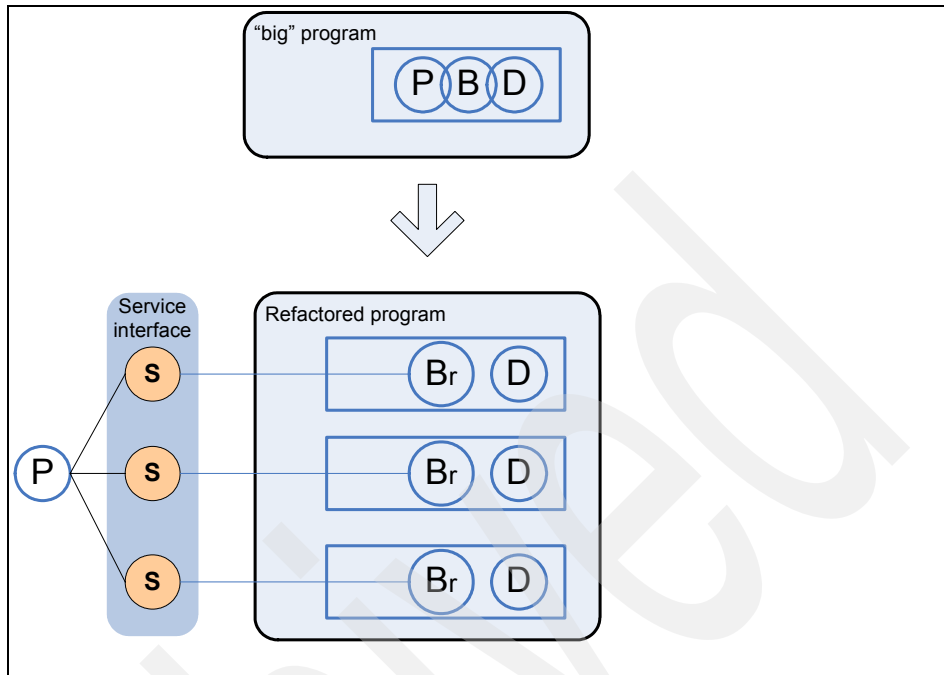 “big” program
P B D
Service
interface
Refactored program
S
Br D
P
S
Br D
S
Br D